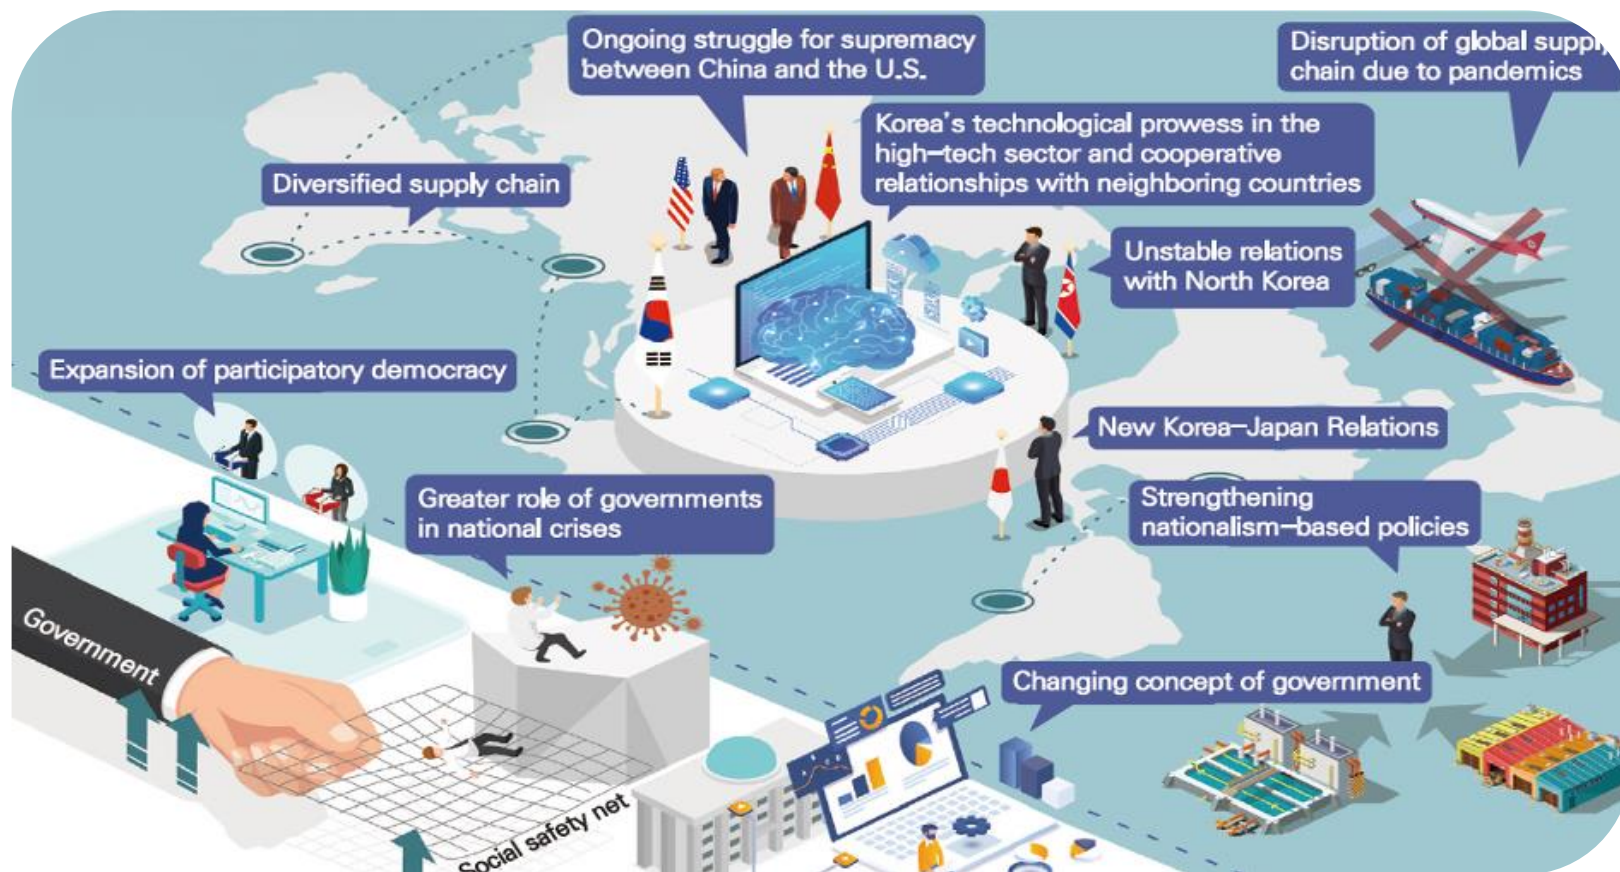 Ongoing struggle for supremacy
between China and the U.S.
Disruption of global supply
chain due to pandemics
Korea's technological prowess in the
high-tech sector and cooperative
relationships with neighboring countries
Diversified supply chain
Unstable relations
with North Korea
Expansion of participatory democracy
New Korea-Japan Relations
Greater role of governments
in national crises
Strengthening
nationalism-based policies
Government
Changing concept of government
Social safety net